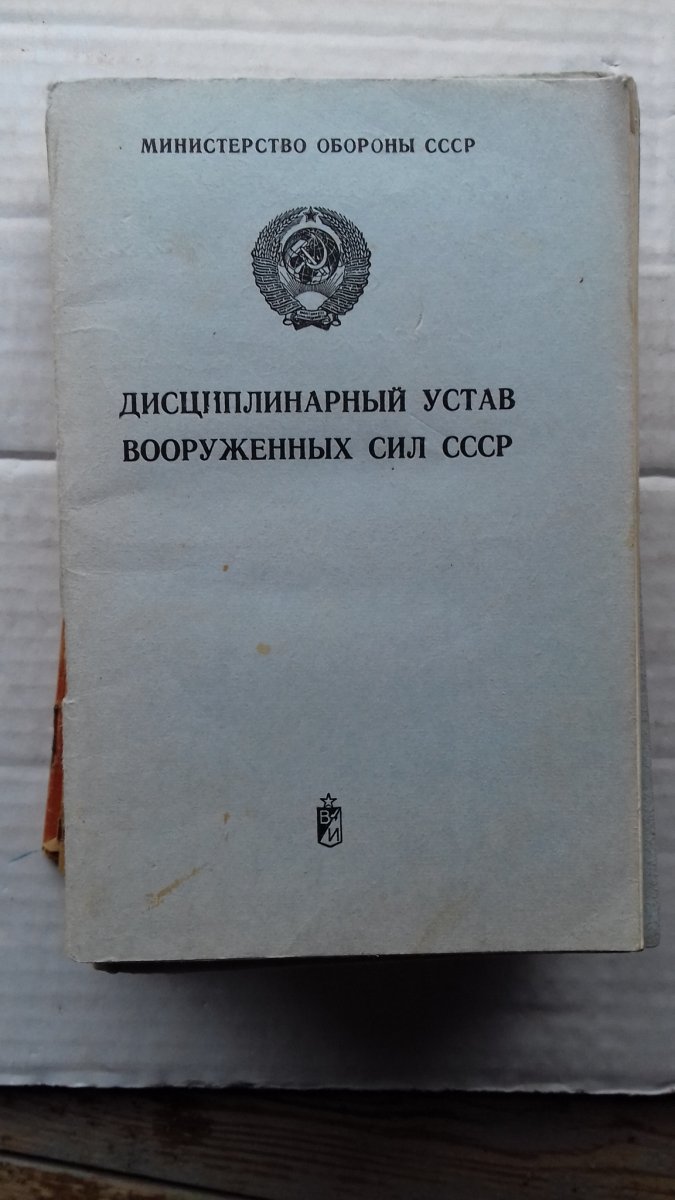 МИНИСТЕРСТВО ОБОРОНЫ СССР
ДИСЦИПЛИНАРНЫЙ УСТАВ
ВООРУЖЕННЫХ СИЛ СССР
В
И